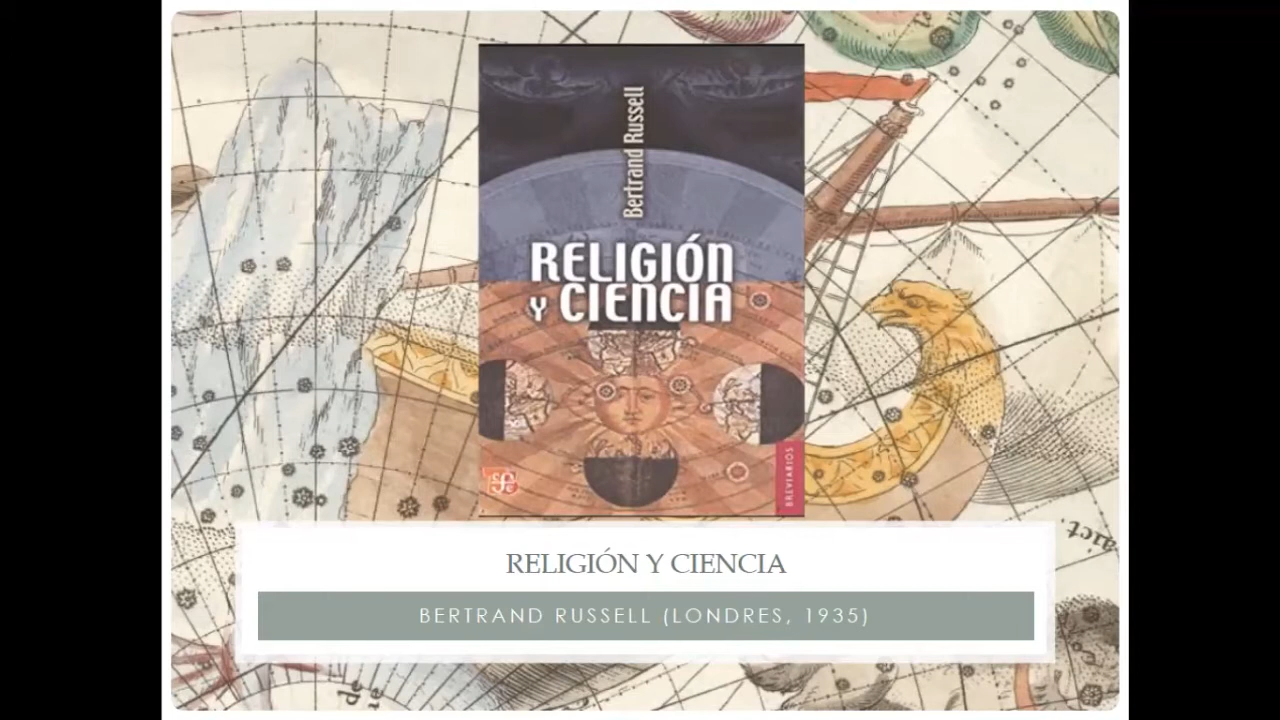 Bertrand Russell
RELIGIÓN
Y CIENCIA
BREVIARIOS
RELIGIÓN Y CIENCIA
BERTRAND RUSSELL (LONDRES, 1935)